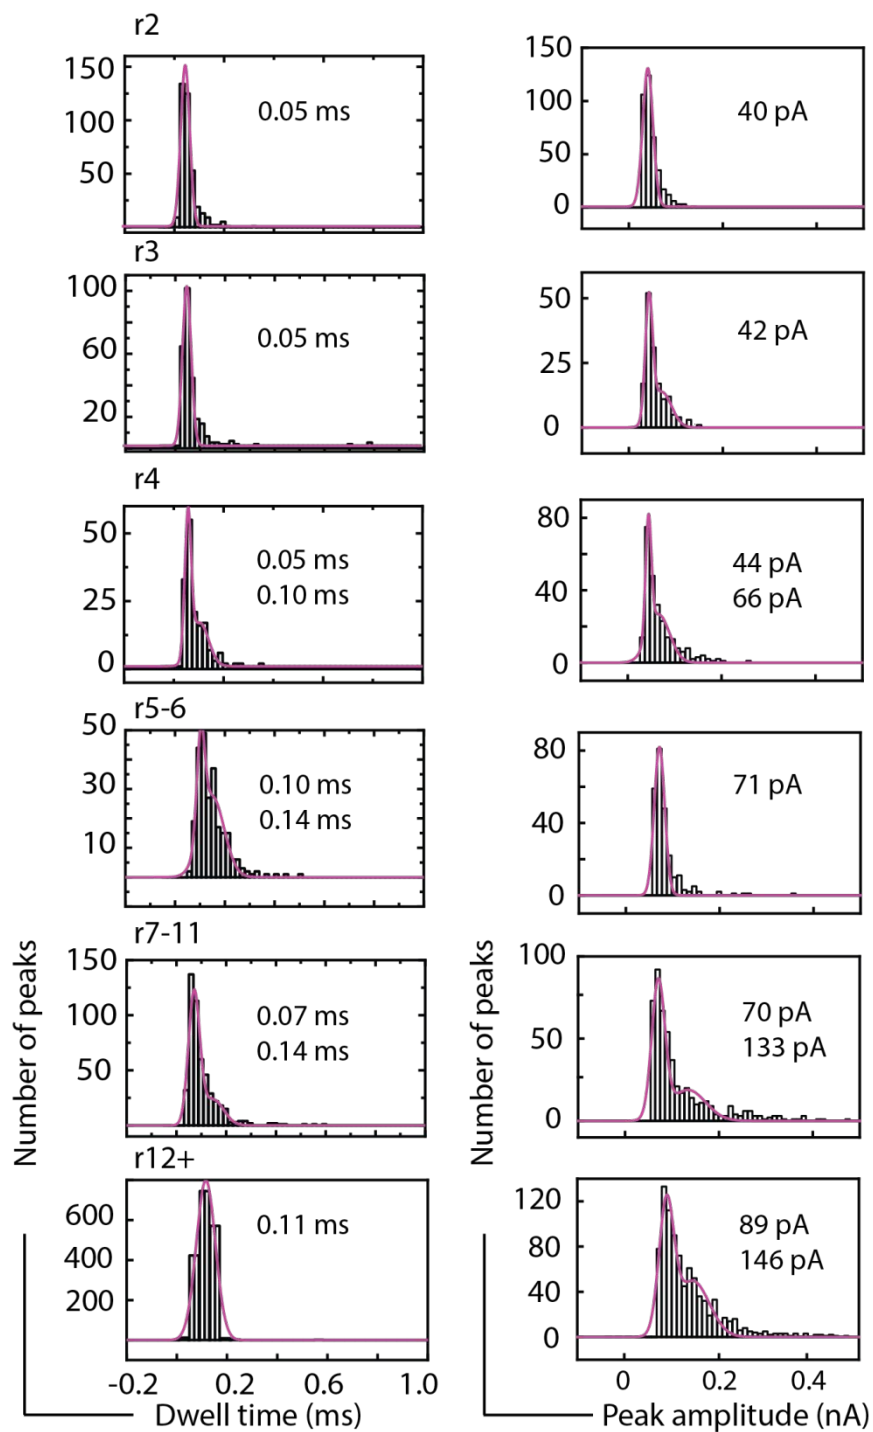 r2
150
100
50
0.05 ms
150
100
50
0
40 pA
r3
100
60
20
0.05 ms
50
25
0
42 pA
r4
50
25
0
0.05 ms
0.10 ms
80
40
0
44 pA
66 pA
r5-6
50
30
10
0.10 ms
0.14 ms
80
40
0
71 pA
r7-11
150
100
50
0.07 ms
0.14 ms
100
50
0
70 pA
133 pA
r12+
600
400
200
0.11 ms
120
80
40
0
89 pA
146 pA
Number of peaks
Number of peaks
-0.2 0.2 0.6 1.0
0 0.2 0.4
Dwell time (ms)
Peak amplitude (nA)